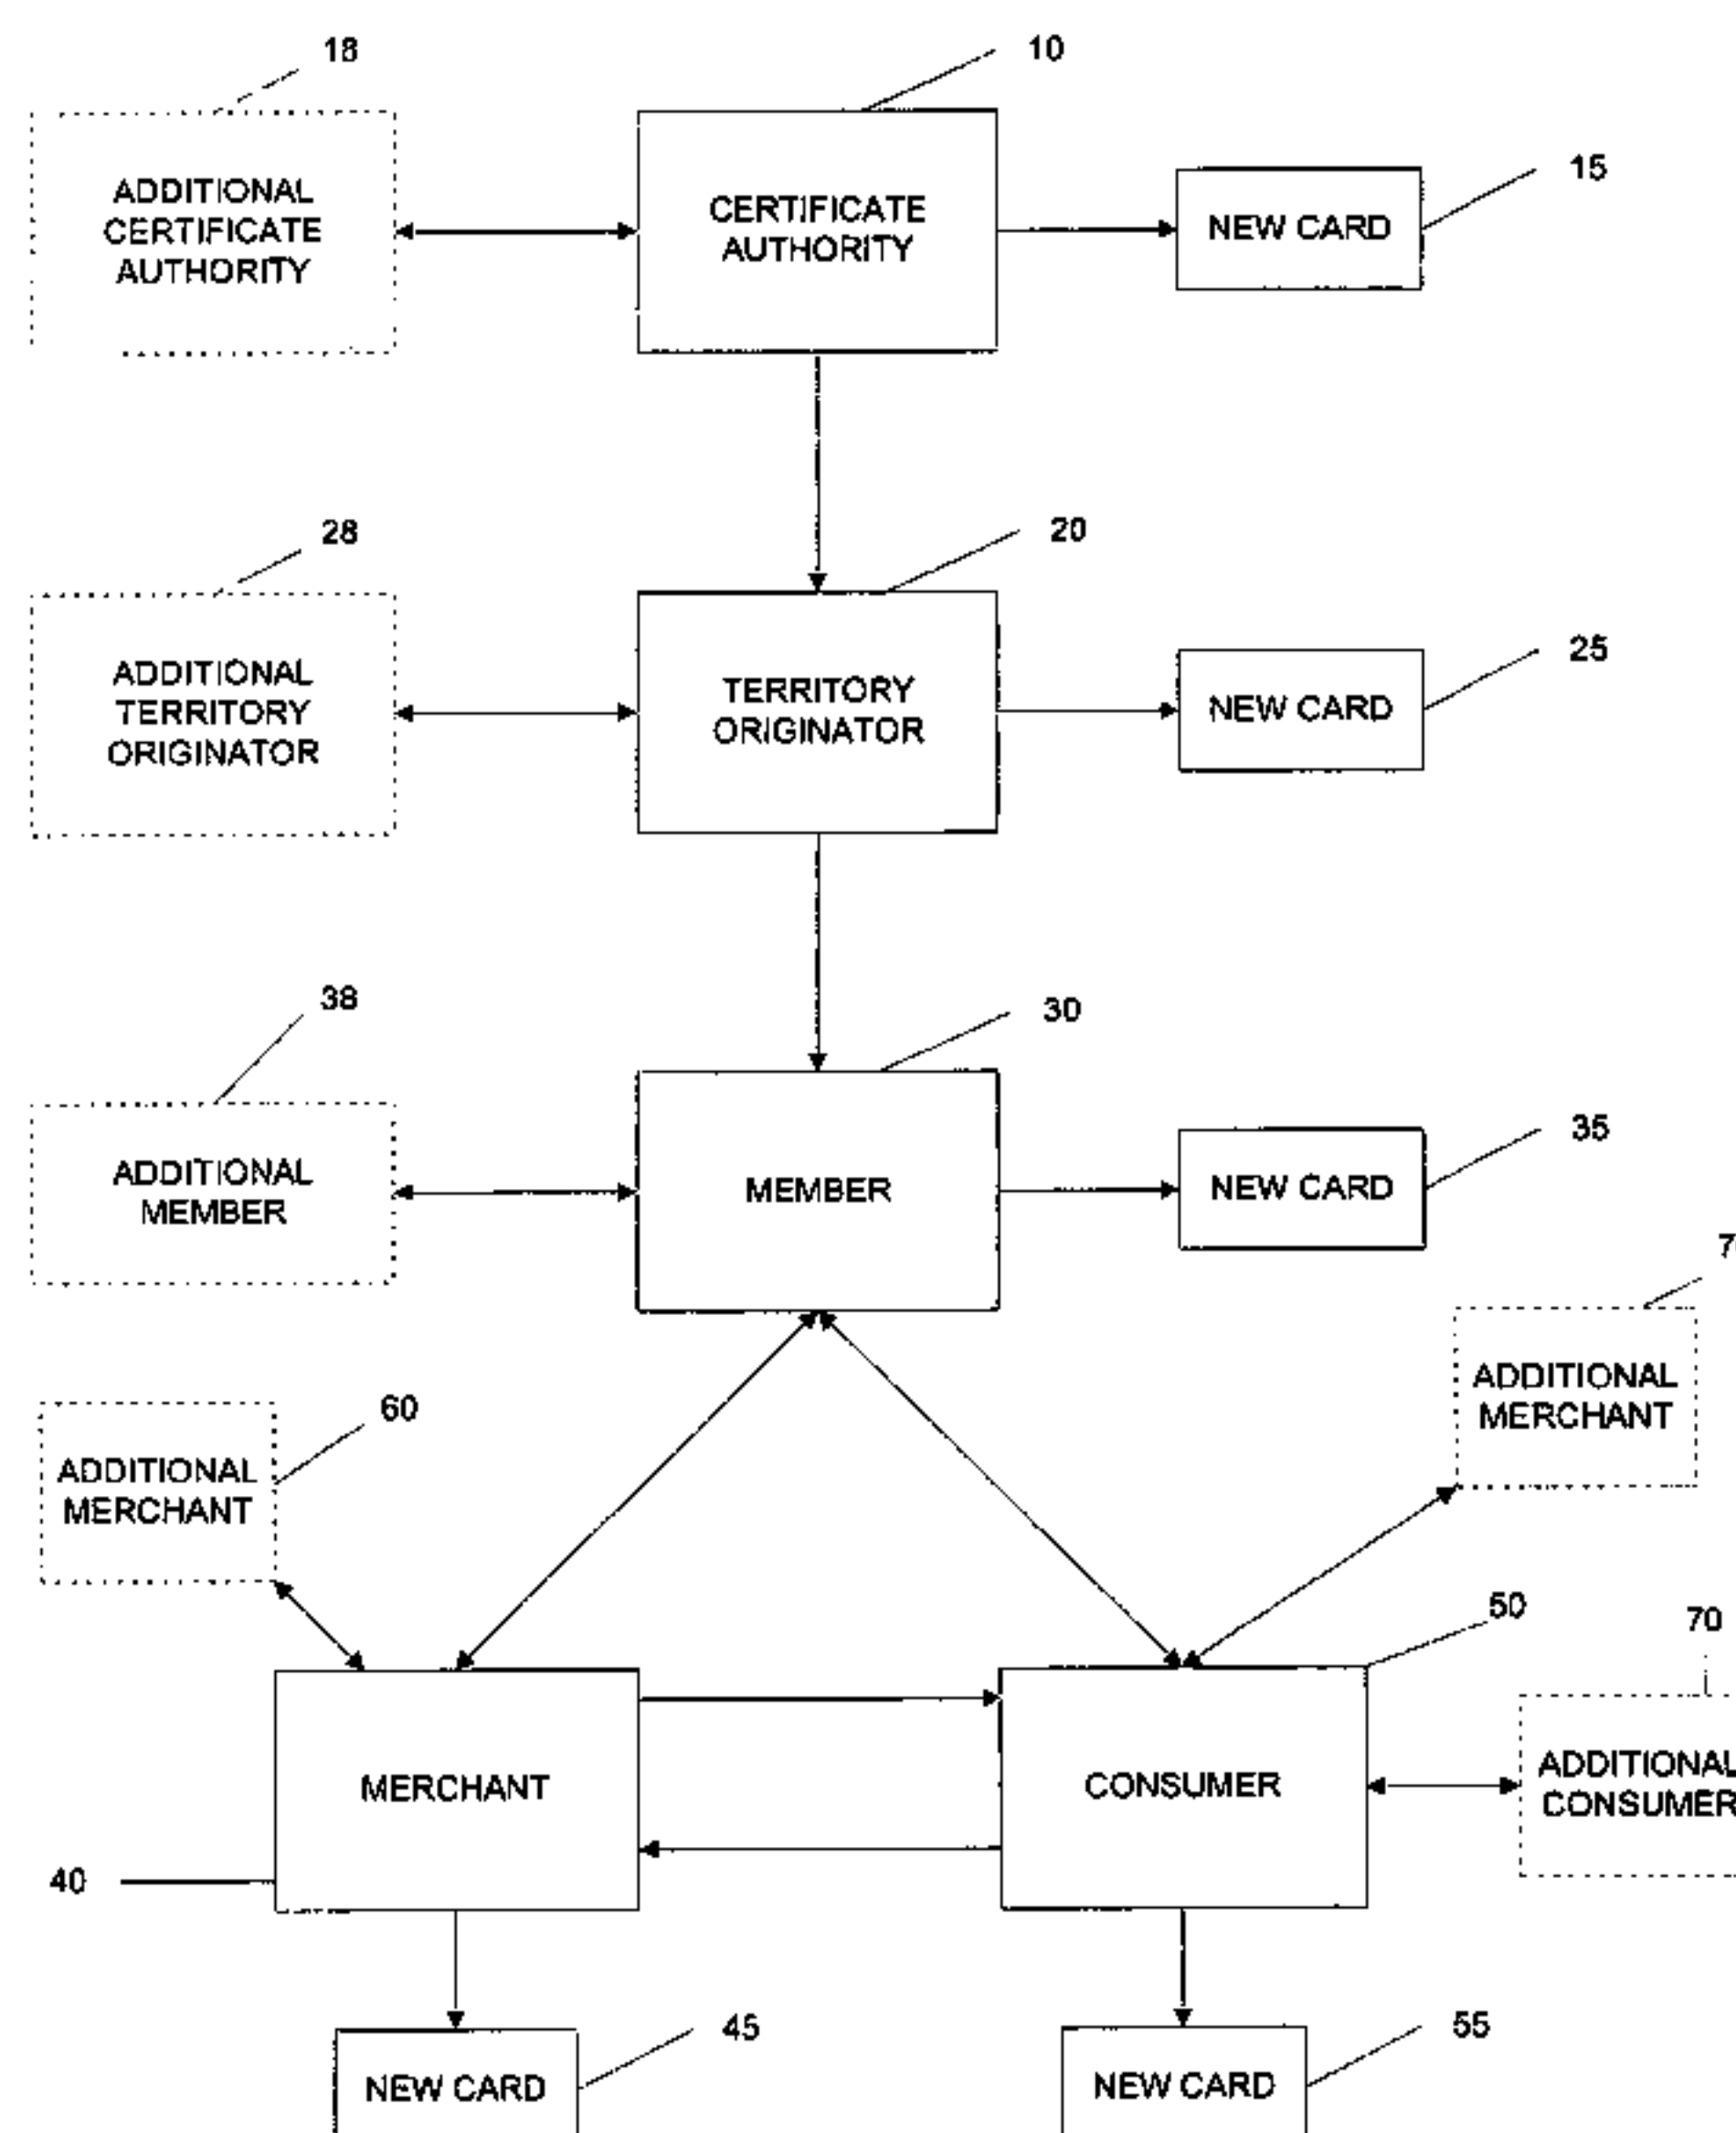 18
10
ADDITIONAL
CERTIFICATE
AUTHORITY
CERTIFICATE
AUTHORITY
15
NEW CARD
28
20
ADDITIONAL
TERRITORY
ORIGINATOR
TERRITORY
ORIGINATOR
25
NEW CARD
38
30
ADDITIONAL
MEMBER
MEMBER
35
NEW CARD
60
ADDITIONAL
MERCHANT
ADDITIONAL
MERCHANT
50
70
MERCHANT
CONSUMER
ADDITIONAL
CONSUMER
40
45
NEW CARD
55
NEW CARD